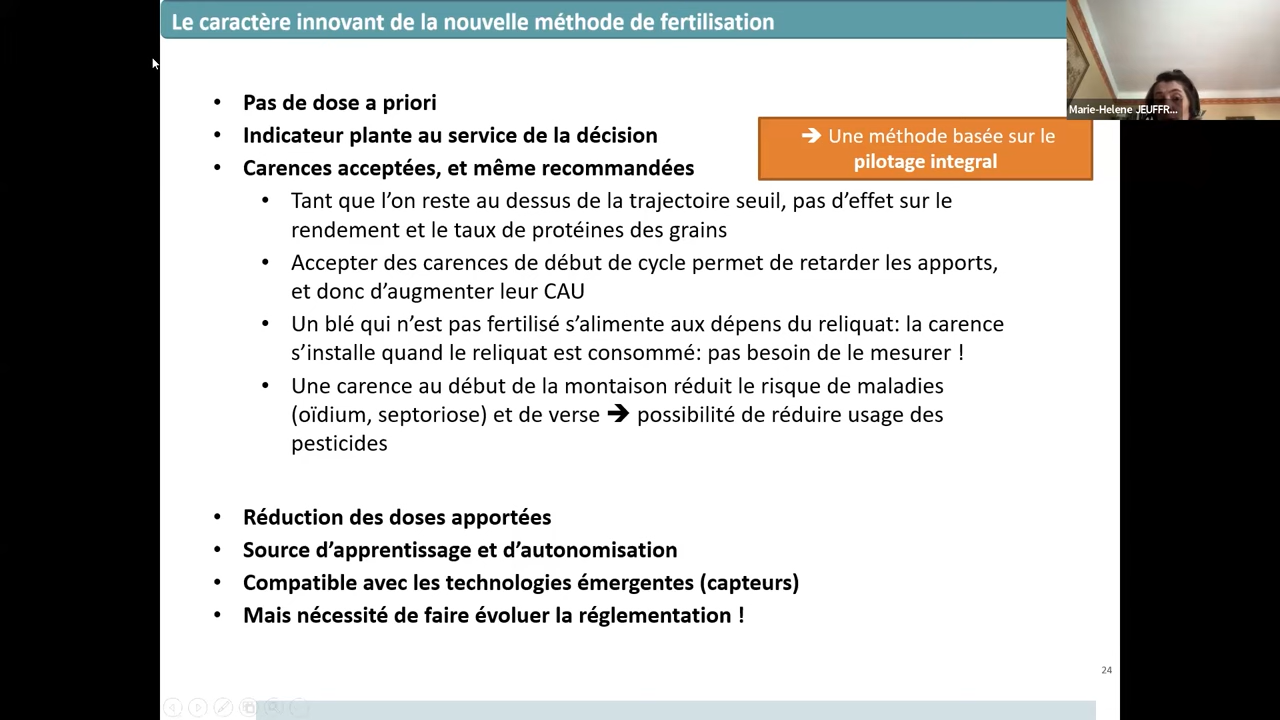 Le caractère innovant de la nouvelle méthode de fertilisation
Marie-Helene JEUFFR...
• Pas de dose a priori
• Indicateur plante au service de la décision
➔ Une méthode basée sur le
pilotage integral
• Carences acceptées, et même recommandées
• Tant que l’on reste au dessus de la trajectoire seuil, pas d’effet sur le
rendement et le taux de protéines des grains
• Accepter des carences de début de cycle permet de retarder les apports,
et donc d’augmenter leur CAU
• Un blé qui n’est pas fertilisé s’alimente aux dépens du reliquat: la carence
s’installe quand le reliquat est consommé: pas besoin de le mesurer !
• Une carence au début de la montaison réduit le risque de maladies
(oïdium, septoriose) et de verse ➔ possibilité de réduire usage des
pesticides
• Réduction des doses apportées
• Source d’apprentissage et d’autonomisation
• Compatible avec les technologies émergentes (capteurs)
• Mais nécessité de faire évoluer la réglementation !
24